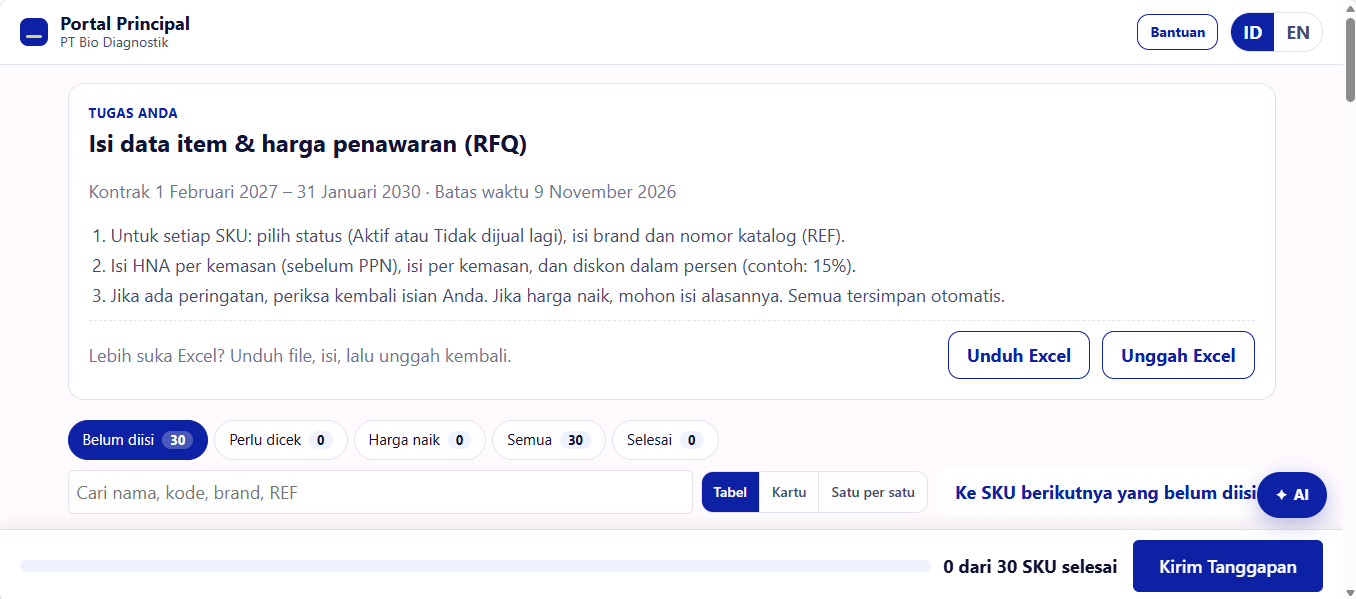 Portal Principal
PT Bio Diagnostik
Bantuan
ID EN
TUGAS ANDA
Isi data item & harga penawaran (RFQ)
Kontrak 1 Februari 2027 – 31 Januari 2030 · Batas waktu 9 November 2026
1. Untuk setiap SKU: pilih status (Aktif atau Tidak dijual lagi), isi brand dan nomor katalog (REF).
2. Isi HNA per kemasan (sebelum PPN), isi per kemasan, dan diskon dalam persen (contoh: 15%).
3. Jika ada peringatan, periksa kembali isian Anda. Jika harga naik, mohon isi alasannya. Semua tersimpan otomatis.
Lebih suka Excel? Unduh file, isi, lalu unggah kembali.
Unduh Excel
Unggah Excel
Belum diisi 30
Perlu dicek 0
Harga naik 0
Semua 30
Selesai 0
Cari nama, kode, brand, REF
Tabel
Kartu
Satu per satu
Ke SKU berikutnya yang belum diisi
✦ AI
0 dari 30 SKU selesai
Kirim Tanggapan